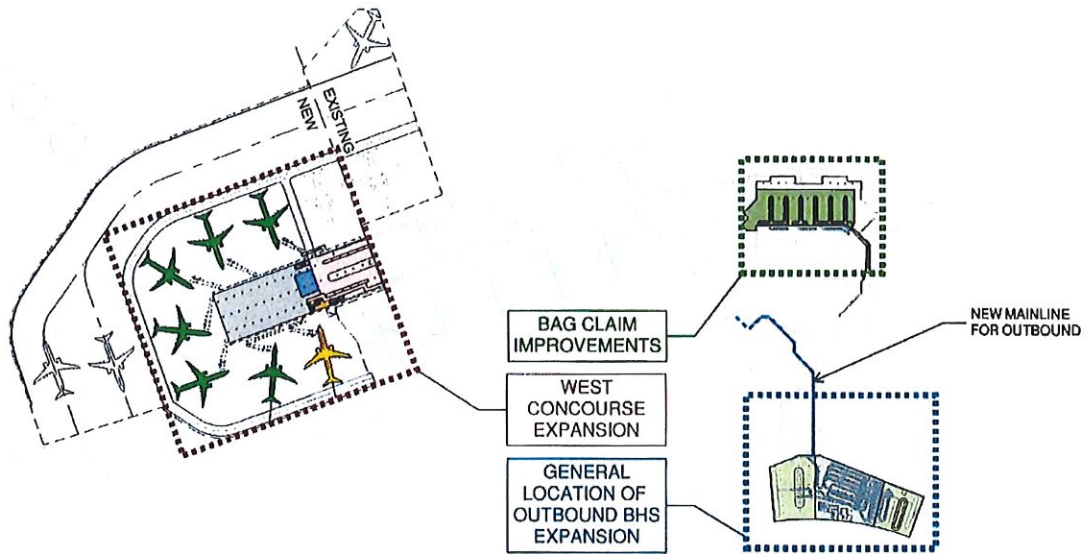 EXISTING
NEW
BAG CLAIM
IMPROVEMENTS
NEW MAINLINE
FOR OUTBOUND
WEST
CONCOURSE
EXPANSION
GENERAL
LOCATION OF
OUTBOUND BHS
EXPANSION